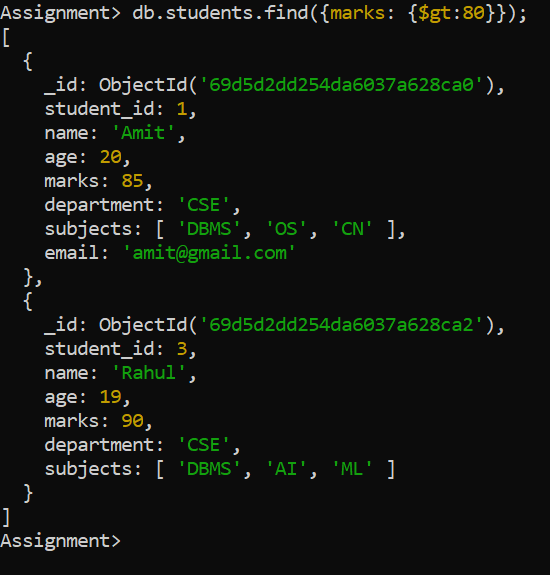 Assignment> db.students.find({marks: {$gt:80}});
[
  {
    _id: ObjectId('69d5d2dd254da6037a628ca0'),
    student_id: 1,
    name: 'Amit',
    age: 20,
    marks: 85,
    department: 'CSE',
    subjects: [ 'DBMS', 'OS', 'CN' ],
    email: 'amit@gmail.com'
  },
  {
    _id: ObjectId('69d5d2dd254da6037a628ca2'),
    student_id: 3,
    name: 'Rahul',
    age: 19,
    marks: 90,
    department: 'CSE',
    subjects: [ 'DBMS', 'AI', 'ML' ]
  }
]
Assignment>